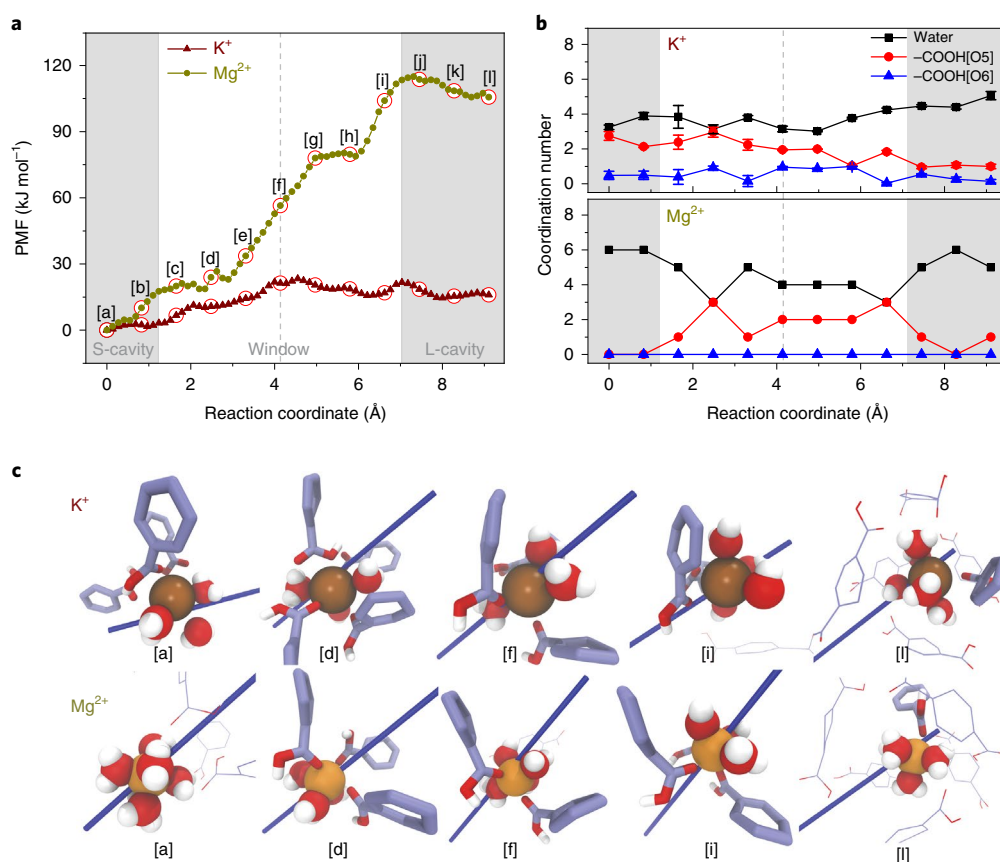 a
K⁺
Mg²⁺
PMF (kJ mol⁻¹)
120
90
60
30
0
[a]
[b]
[c]
[d]
[e]
[f]
[g]
[h]
[i]
[j]
[k]
[l]
S-cavity
Window
L-cavity
0
2
4
6
8
Reaction coordinate (Å)
b
K⁺
Water
–COOH[O5]
–COOH[O6]
Coordination number
8
6
4
2
0
Mg²⁺
8
6
4
2
0
0
2
4
6
8
Reaction coordinate (Å)
c
K⁺
[a]
[d]
[f]
[i]
[l]
Mg²⁺
[a]
[d]
[f]
[i]
[l]